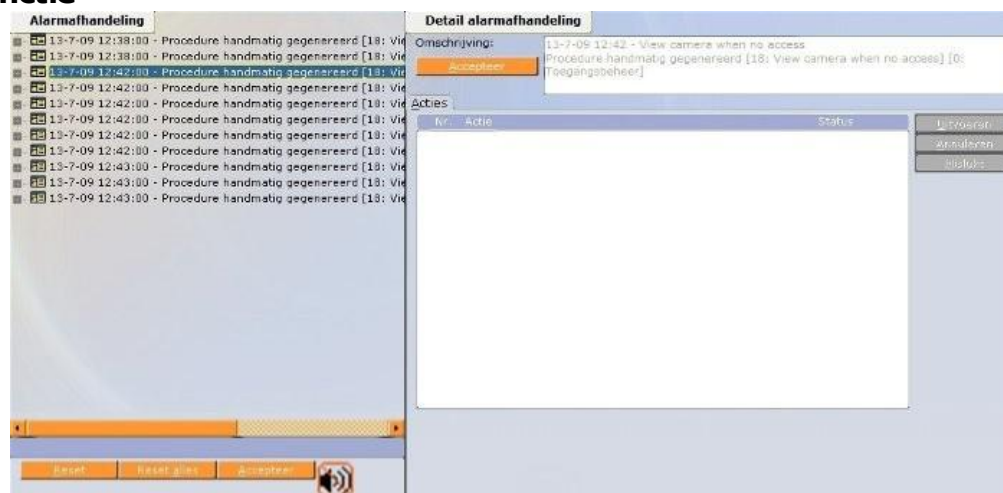 Alarmafhandeling
13-7-09 12:38:00 - Procedure handmatig gegenereerd [18: Vie
13-7-09 12:38:00 - Procedure handmatig gegenereerd [18: Vie
13-7-09 12:42:00 - Procedure handmatig gegenereerd [18: Vie
13-7-09 12:42:00 - Procedure handmatig gegenereerd [18: Vie
13-7-09 12:42:00 - Procedure handmatig gegenereerd [18: Vie
13-7-09 12:42:00 - Procedure handmatig gegenereerd [18: Vie
13-7-09 12:42:00 - Procedure handmatig gegenereerd [18: Vie
13-7-09 12:42:00 - Procedure handmatig gegenereerd [18: Vie
13-7-09 12:43:00 - Procedure handmatig gegenereerd [18: Vie
13-7-09 12:43:00 - Procedure handmatig gegenereerd [18: Vie
13-7-09 12:43:00 - Procedure handmatig gegenereerd [18: Vie
Reset Reset alles Accepteer
Detail alarmafhandeling
Omschrijving:
13-7-09 12:42 - View camera when no access
Procedure handmatig gegenereerd [18: View camera when no access] [0:
Toegangsbeheer]
Accepteer
Acties
Nr. Actie Status
Uitvoeren
Annuleren
Mislukt